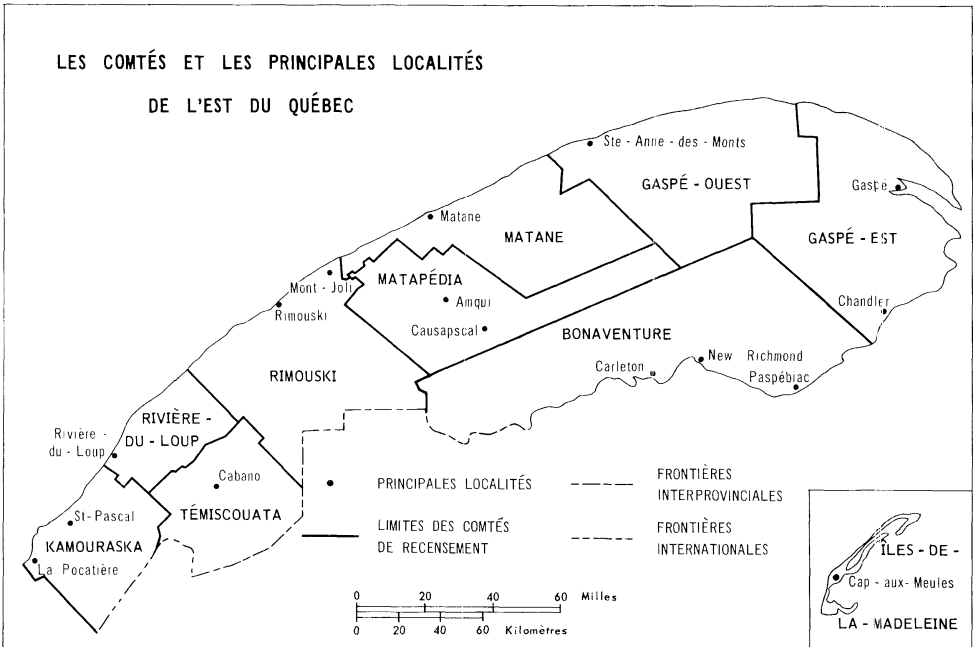 LES COMTÉS ET LES PRINCIPALES LOCALITÉS
DE L'EST DU QUÉBEC
Ste - Anne - des - Monts
GASPÉ - OUEST
Gaspé
Matane
MATANE
GASPÉ - EST
MATAPÉDIA
Mont - Joli
Amqui
Chandler
Rimouski
Causapscal
BONAVENTURE
New Richmond
Carleton
Paspébiac
RIMOUSKI
RIVIÈRE -
DU - LOUP
Rivière -
du - Loup
Cabano
TÉMISCOUATA
St-Pascal
KAMOURASKA
La Pocatière
PRINCIPALES LOCALITÉS
LIMITES DES COMTÉS
DE RECENSEMENT
FRONTIÈRES
INTERPROVINCIALES
FRONTIÈRES
INTERNATIONALES
0 20 40 60 Milles
0 20 40 60 Kilomètres
ÎLES - DE -
Cap - aux - Meules
LA - MADELEINE